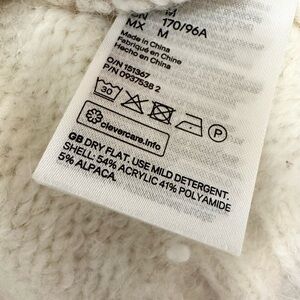 M
CN 170/96A
MX M
Made in China
Fabriqué en Chine
Hecho en China
O/N 151367
P/N 0937538 2
30
P
clevercare.info
GB DRY FLAT. USE MILD DETERGENT.
SHELL: 54% ACRYLIC 41% POLYAMIDE
5% ALPACA